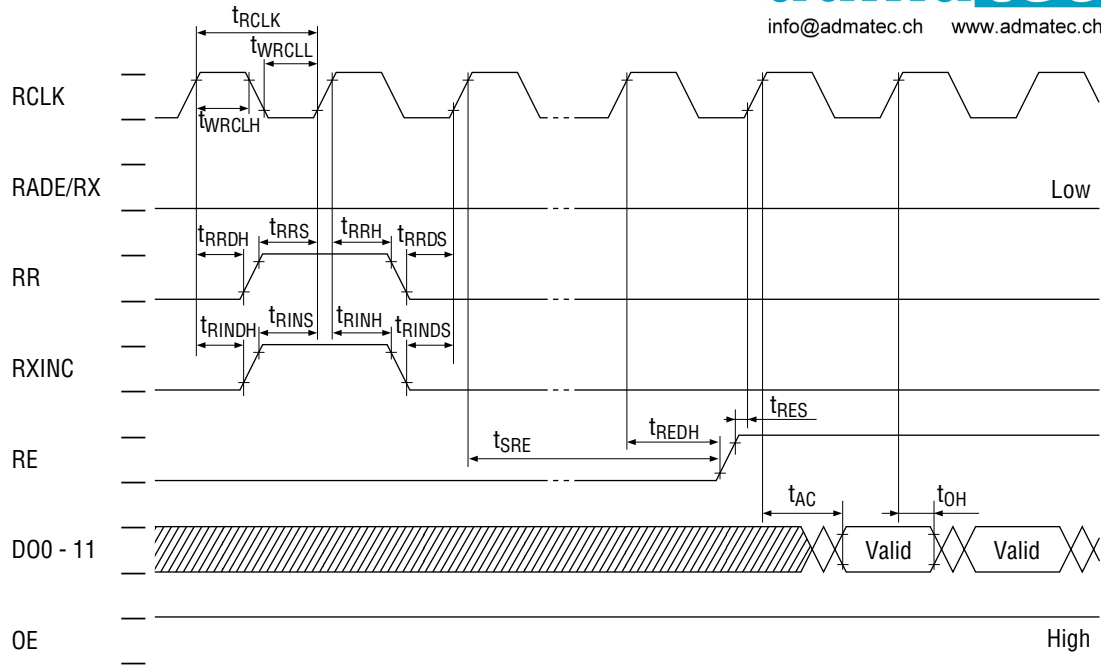 info@admatec.ch www.admatec.ch
tRCLK
tWRCLL
RCLK
tWRCLH
RADE/RX
Low
tRRDH tRRS tRRH tRRDS
RR
tRINDH tRINS tRINH tRINDS
RXINC
tRES
tREDH
tSRE
RE
tAC tOH
DO0 - 11
Valid Valid
OE
High